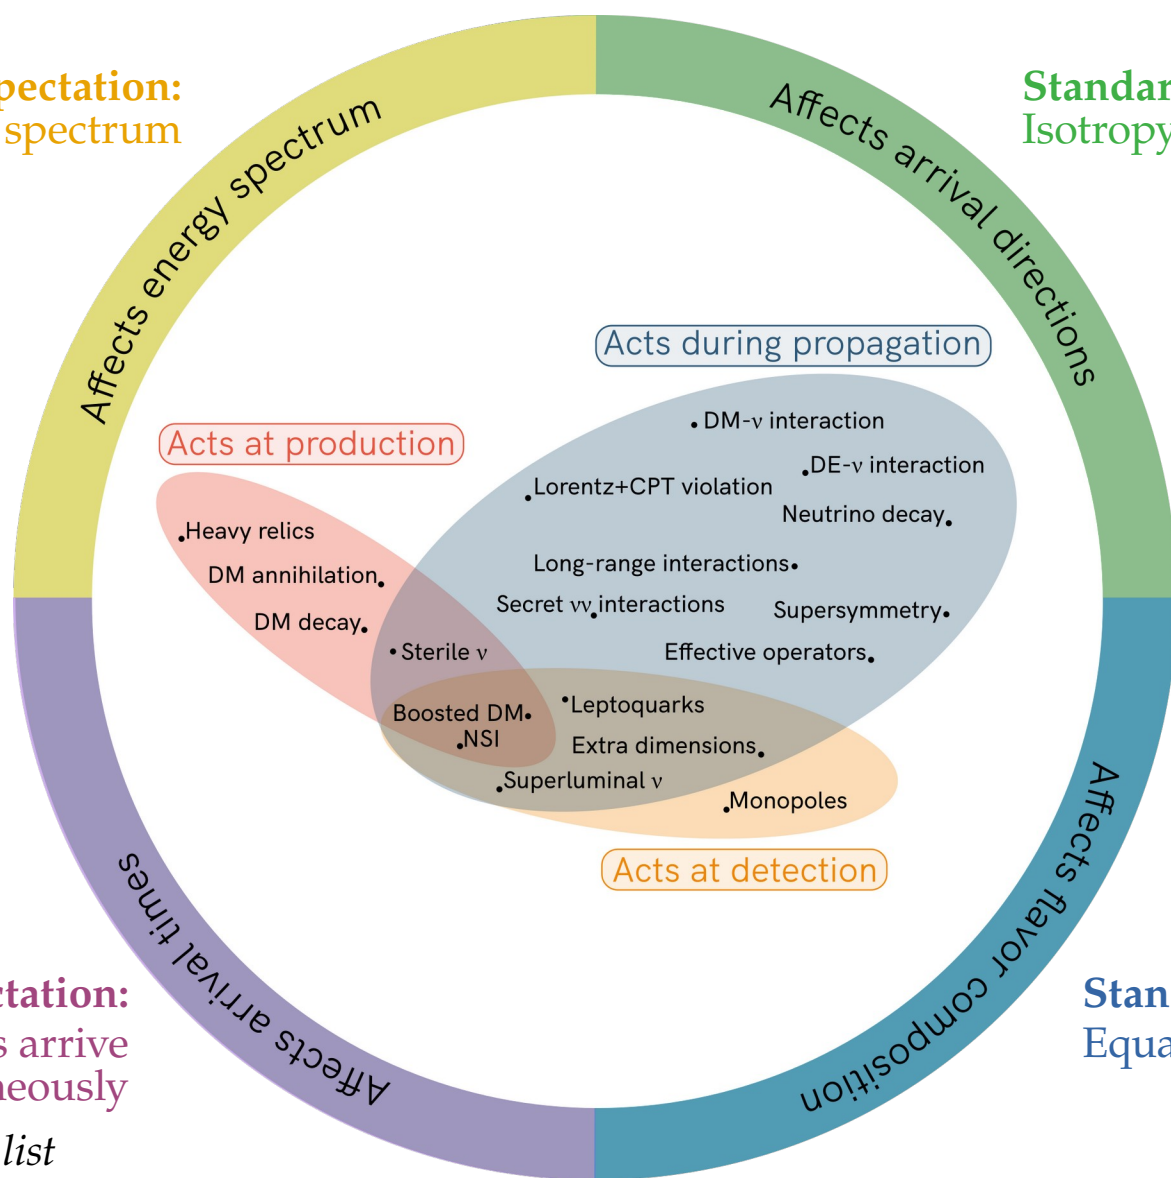 pectation:
spectrum
Standar
Isotropy
Affects energy spectrum
Affects arrival directions
Acts during propagation
DM-ν interaction
Acts at production
DE-ν interaction
Lorentz+CPT violation
Neutrino decay
Heavy relics
Long-range interactions
DM annihilation
Secret νν interactions
Supersymmetry
DM decay
Sterile ν
Effective operators
Leptoquarks
Boosted DM
NSI
Extra dimensions
Superluminal ν
Monopoles
Acts at detection
Affects arrival times
Affects flavor composition
ctation:
s arrive
neously
list
Stan
Equa